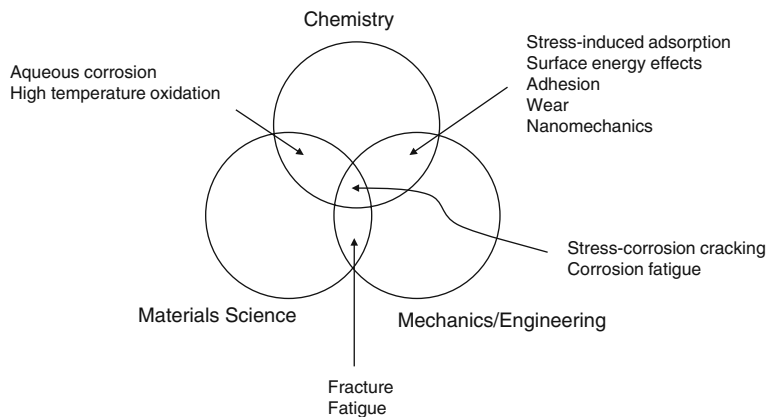 Chemistry
Aqueous corrosion
High temperature oxidation
Stress-induced adsorption
Surface energy effects
Adhesion
Wear
Nanomechanics
Stress-corrosion cracking
Corrosion fatigue
Materials Science
Mechanics/Engineering
Fracture
Fatigue